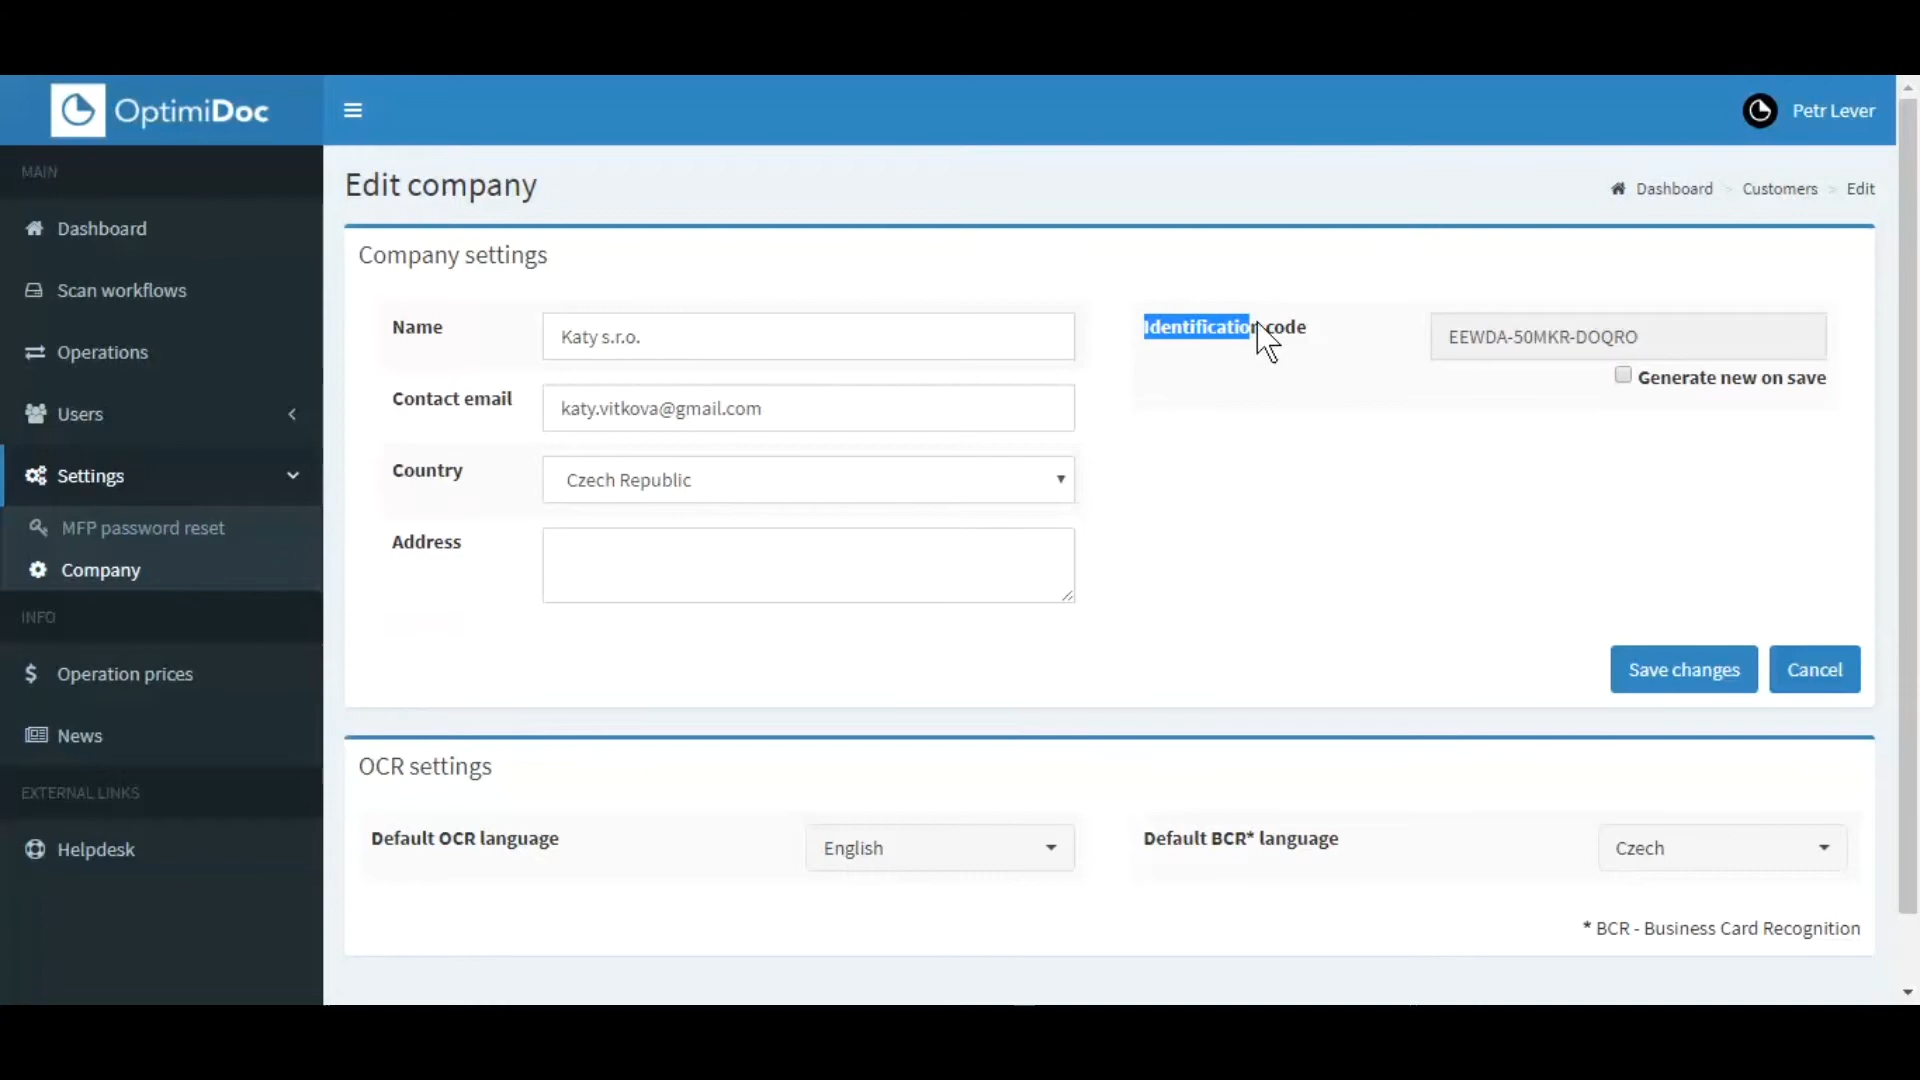 OptimiDoc
Petr Lever
MAIN
Dashboard
Scan workflows
Operations
Users
Settings
MFP password reset
Company
INFO
Operation prices
News
EXTERNAL LINKS
Helpdesk
Edit company
Dashboard > Customers > Edit
Company settings
Name Katy s.r.o.
Contact email katy.vitkova@gmail.com
Country Czech Republic
Address
Identification code EEWDA-50MKR-DOQRO
Generate new on save
Save changes Cancel
OCR settings
Default OCR language English
Default BCR* language Czech
* BCR - Business Card Recognition